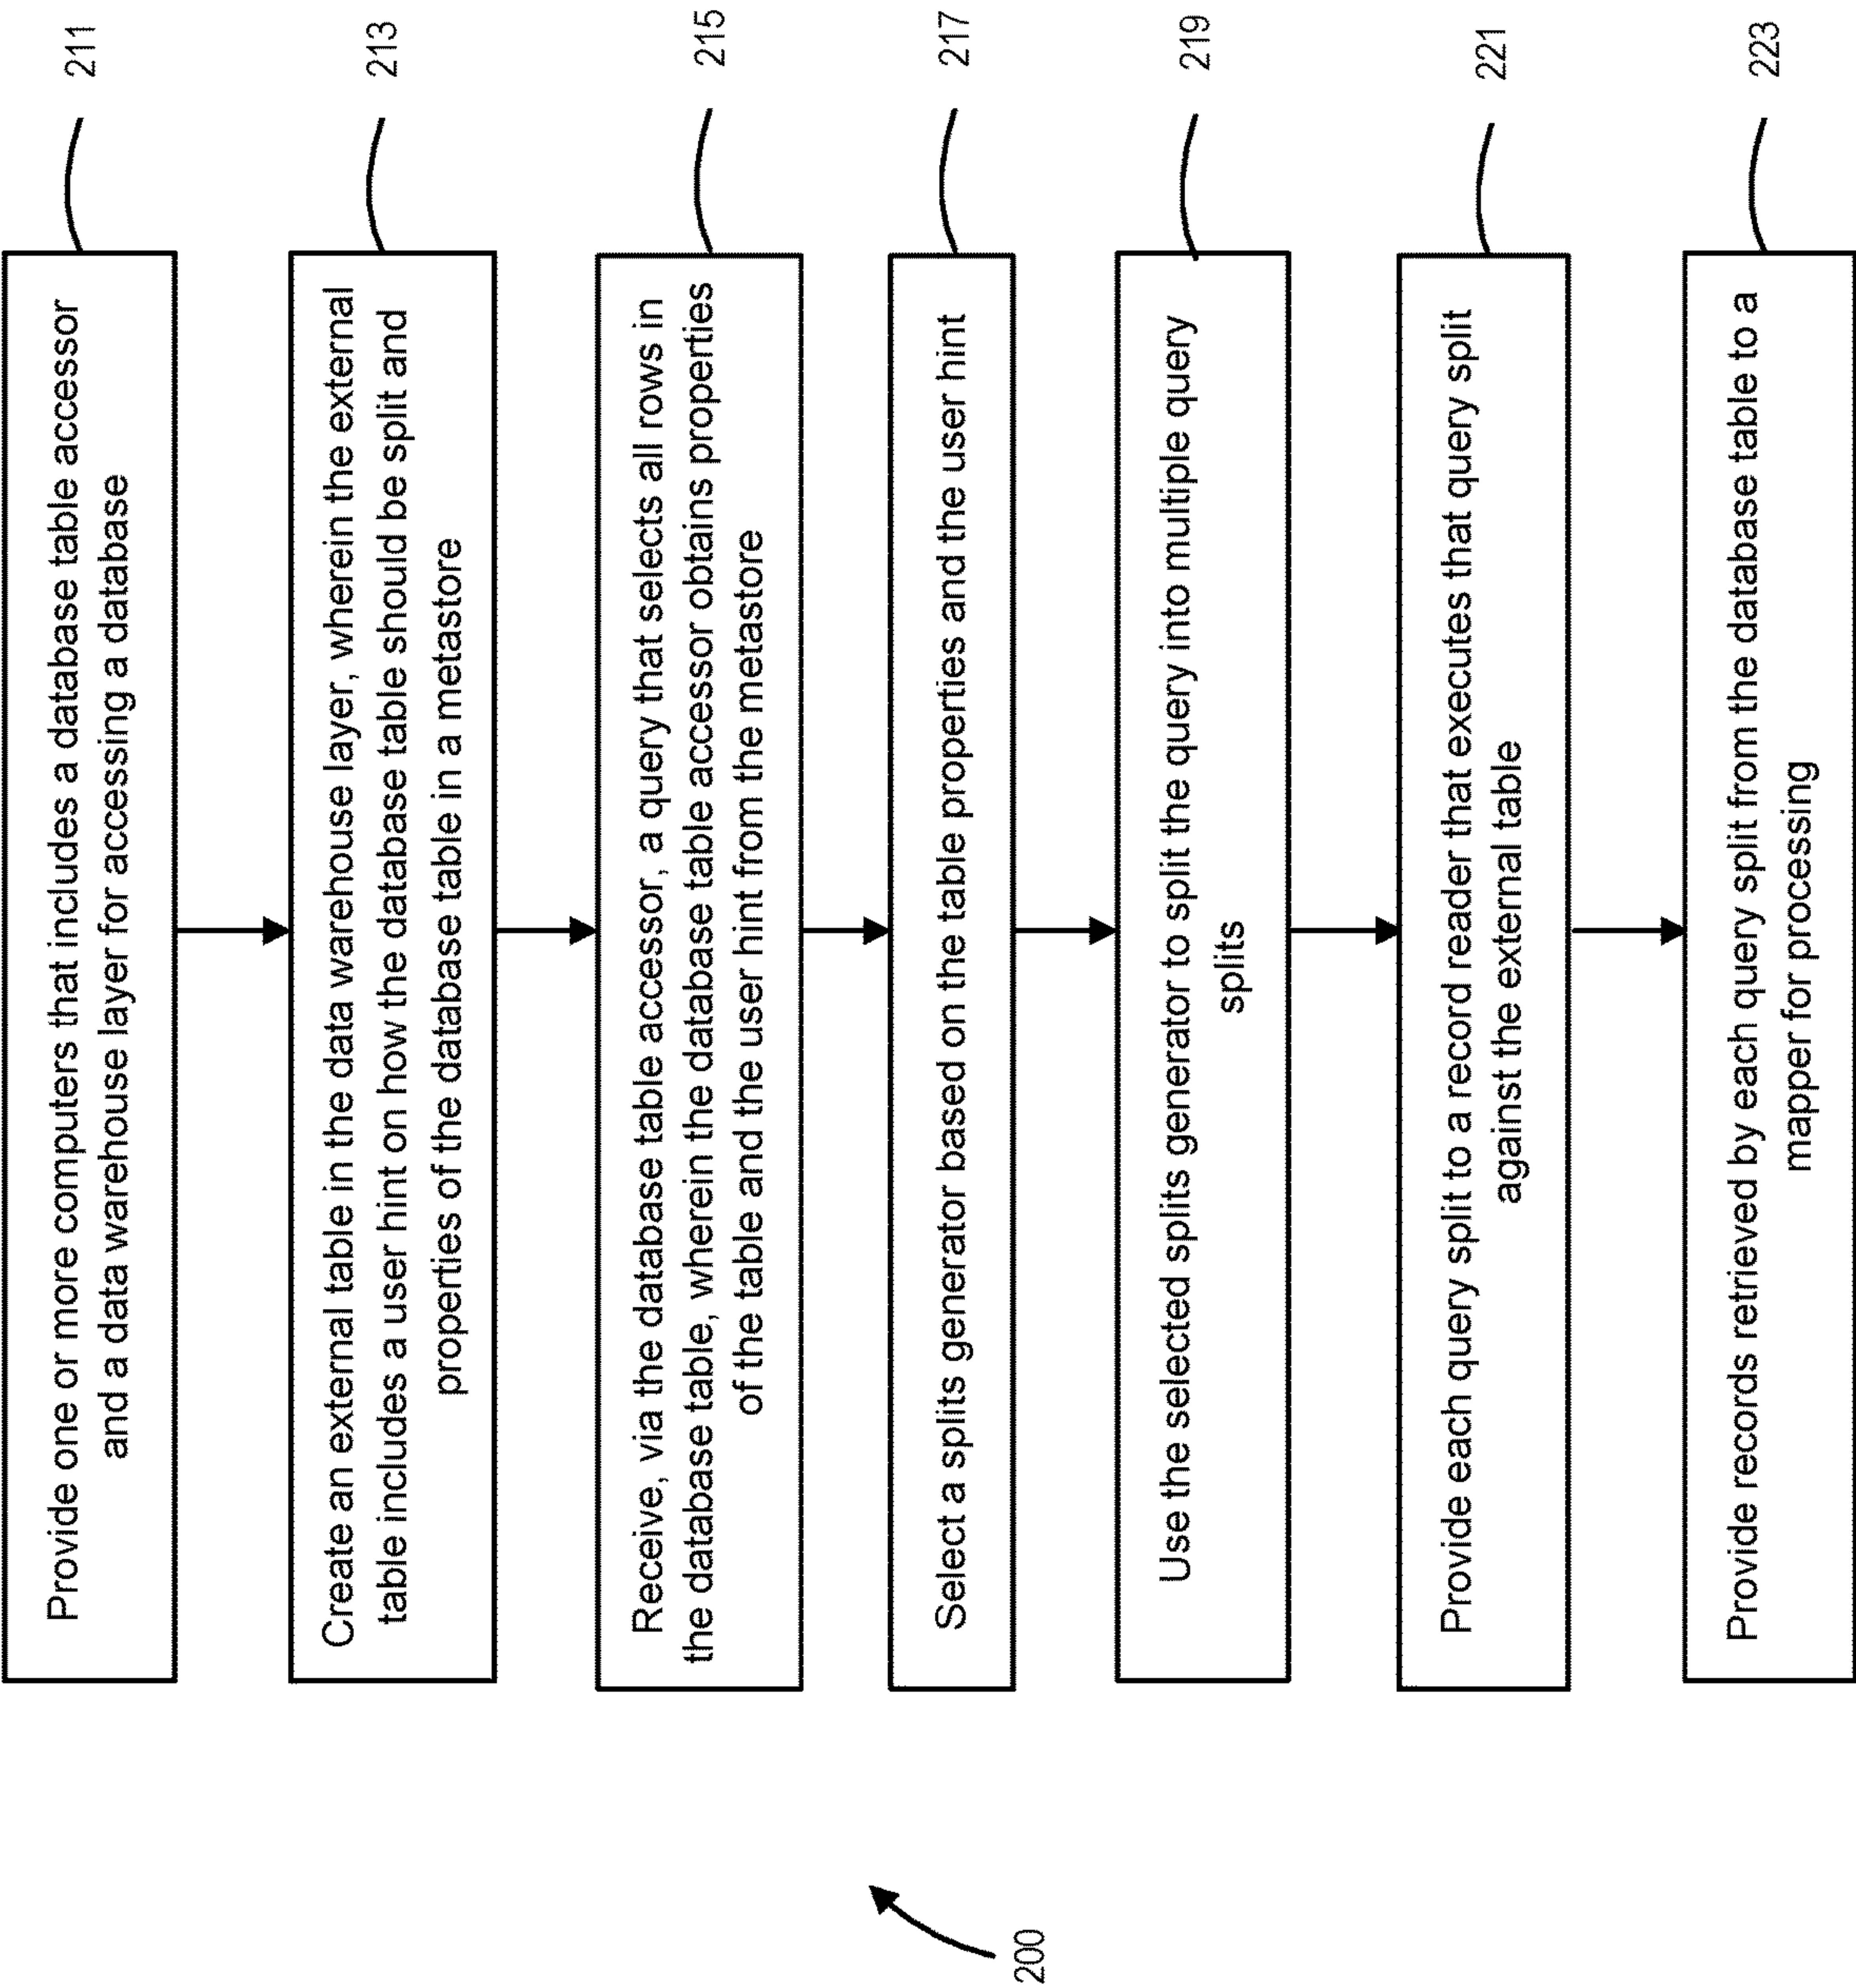 Provide one or more computers that includes a database table accessor
and a data warehouse layer for accessing a database
211
Create an external table in the data warehouse layer, wherein the external
table includes a user hint on how the database table should be split and
properties of the database table in a metastore
213
Receive, via the database table accessor, a query that selects all rows in
the database table, wherein the database table accessor obtains properties
of the table and the user hint from the metastore
215
Select a splits generator based on the table properties and the user hint
217
Use the selected splits generator to split the query into multiple query
splits
219
Provide each query split to a record reader that executes that query split
against the external table
221
Provide records retrieved by each query split from the database table to a
mapper for processing
223
200